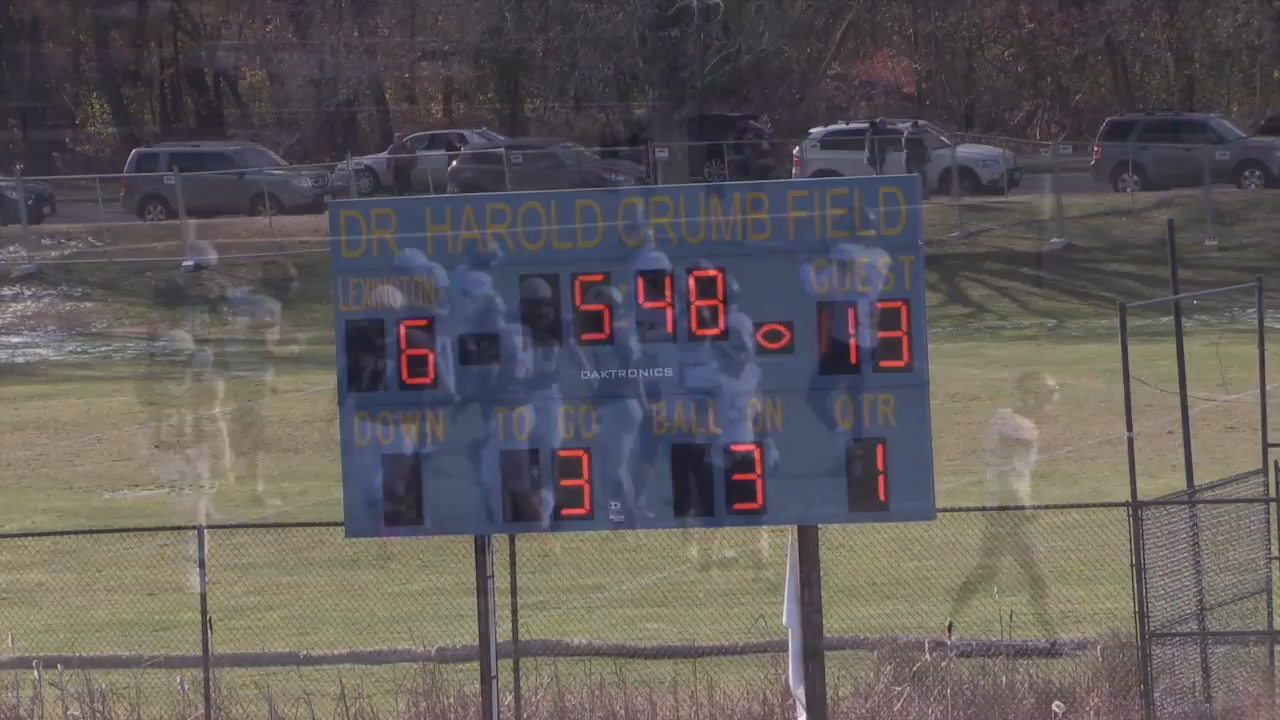 DR. HAROLD CRUMB FIELD
LEXINGTON 5:48 GUEST
6 13
DAKTRONICS
DOWN TO GO BALL ON QTR
3 3 1